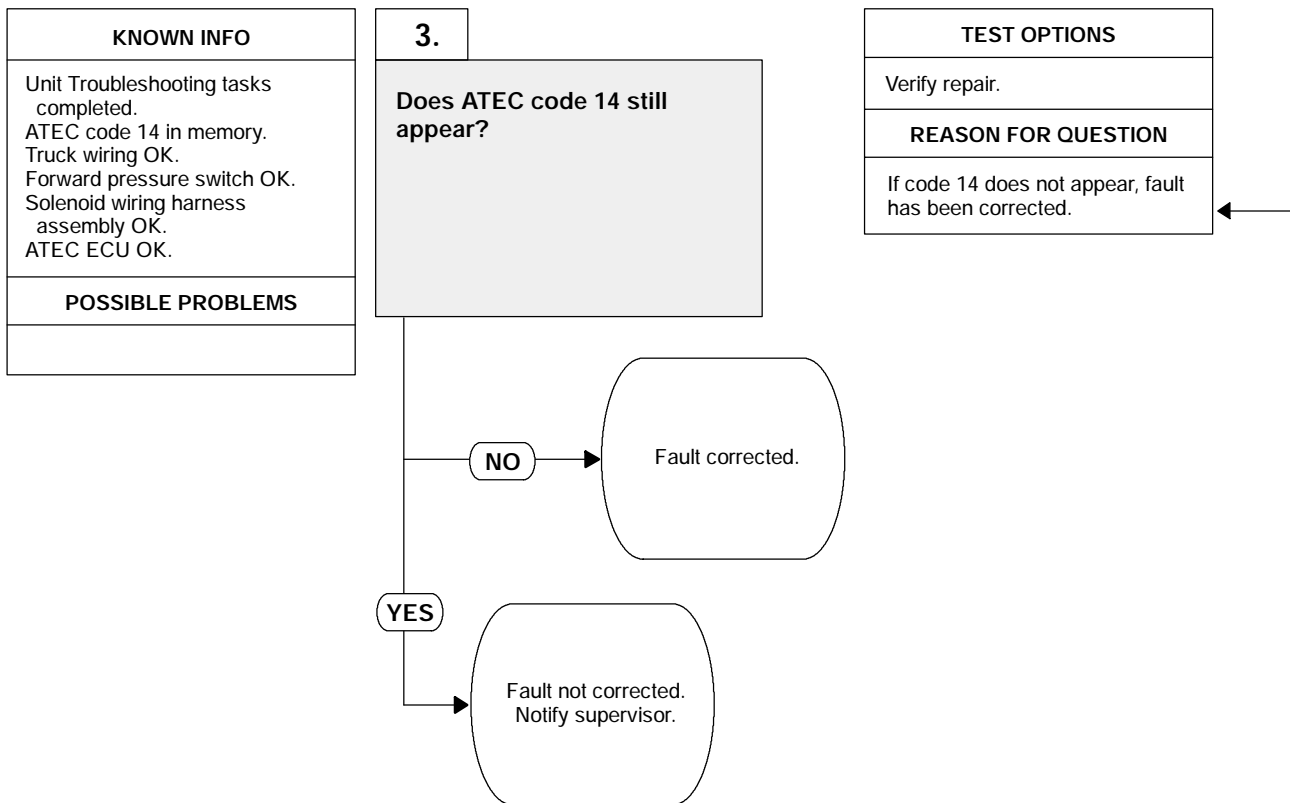 KNOWN INFO
Unit Troubleshooting tasks
completed.
ATEC code 14 in memory.
Truck wiring OK.
Forward pressure switch OK.
Solenoid wiring harness
assembly OK.
ATEC ECU OK.
POSSIBLE PROBLEMS
3.
Does ATEC code 14 still
appear?
TEST OPTIONS
Verify repair.
REASON FOR QUESTION
If code 14 does not appear, fault
has been corrected.
NO
Fault corrected.
YES
Fault not corrected.
Notify supervisor.